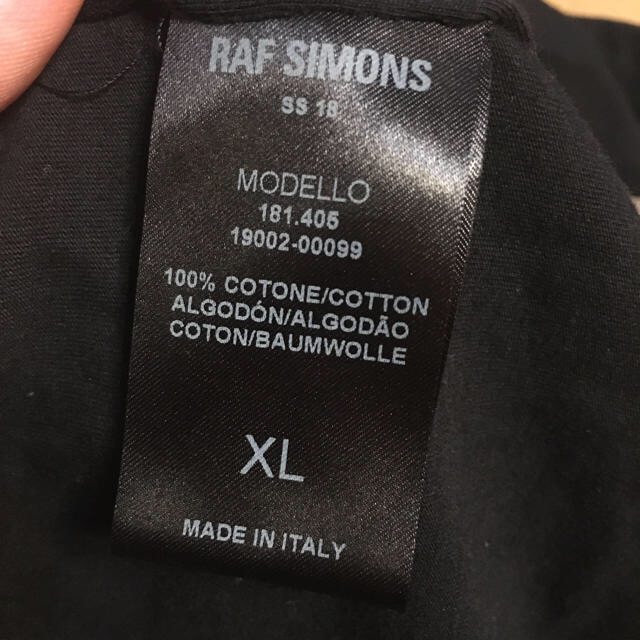 RAF SIMONS
SS 18
MODELLO
181.405
19002-00099
100% COTONE/COTTON
ALGODÓN/ALGODÃO
COTON/BAUMWOLLE
XL
MADE IN ITALY